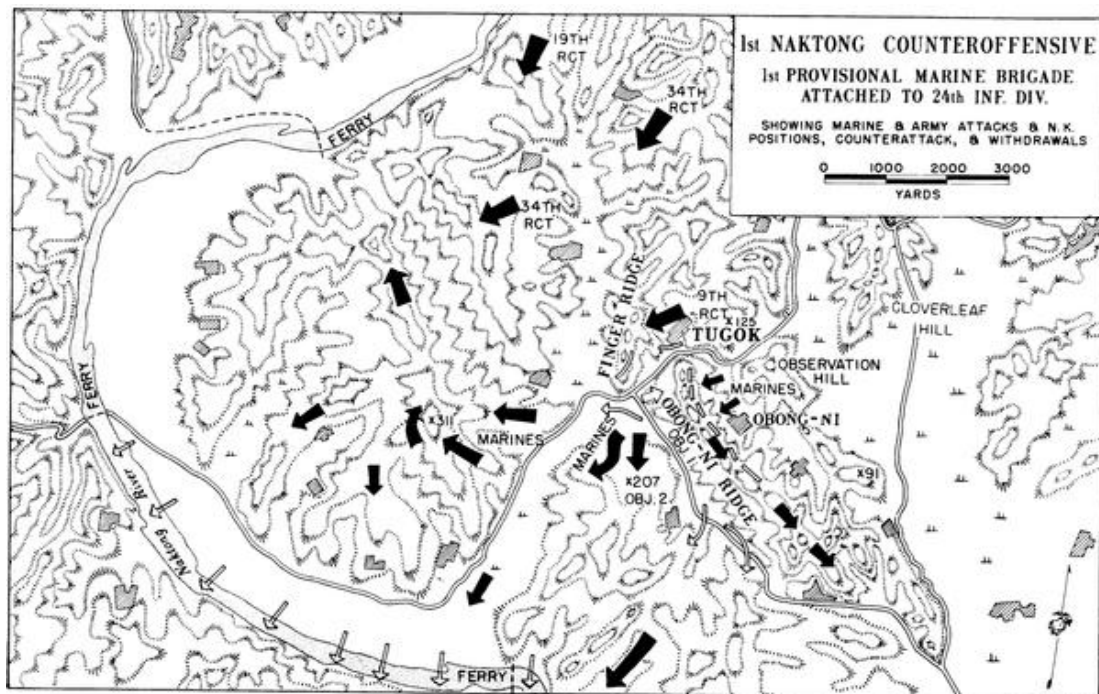 1st NAKTONG COUNTEROFFENSIVE
1st PROVISIONAL MARINE BRIGADE
ATTACHED TO 24th INF. DIV.
SHOWING MARINE & ARMY ATTACKS & N.K.
POSITIONS, COUNTERATTACK, & WITHDRAWALS
0 1000 2000 3000
YARDS
19TH
RCT
34TH
RCT
FERRY
34TH
RCT
FINGER RIDGE
9TH
RCT
X125
TUGOK
CLOVERLEAF
HILL
OBSERVATION
HILL
MARINES
OBONG-NI
FERRY
X311
MARINES
MARINES
OBONG-NI RIDGE
OBJ. 1
X207
OBJ. 2
X91
Naktong River
FERRY